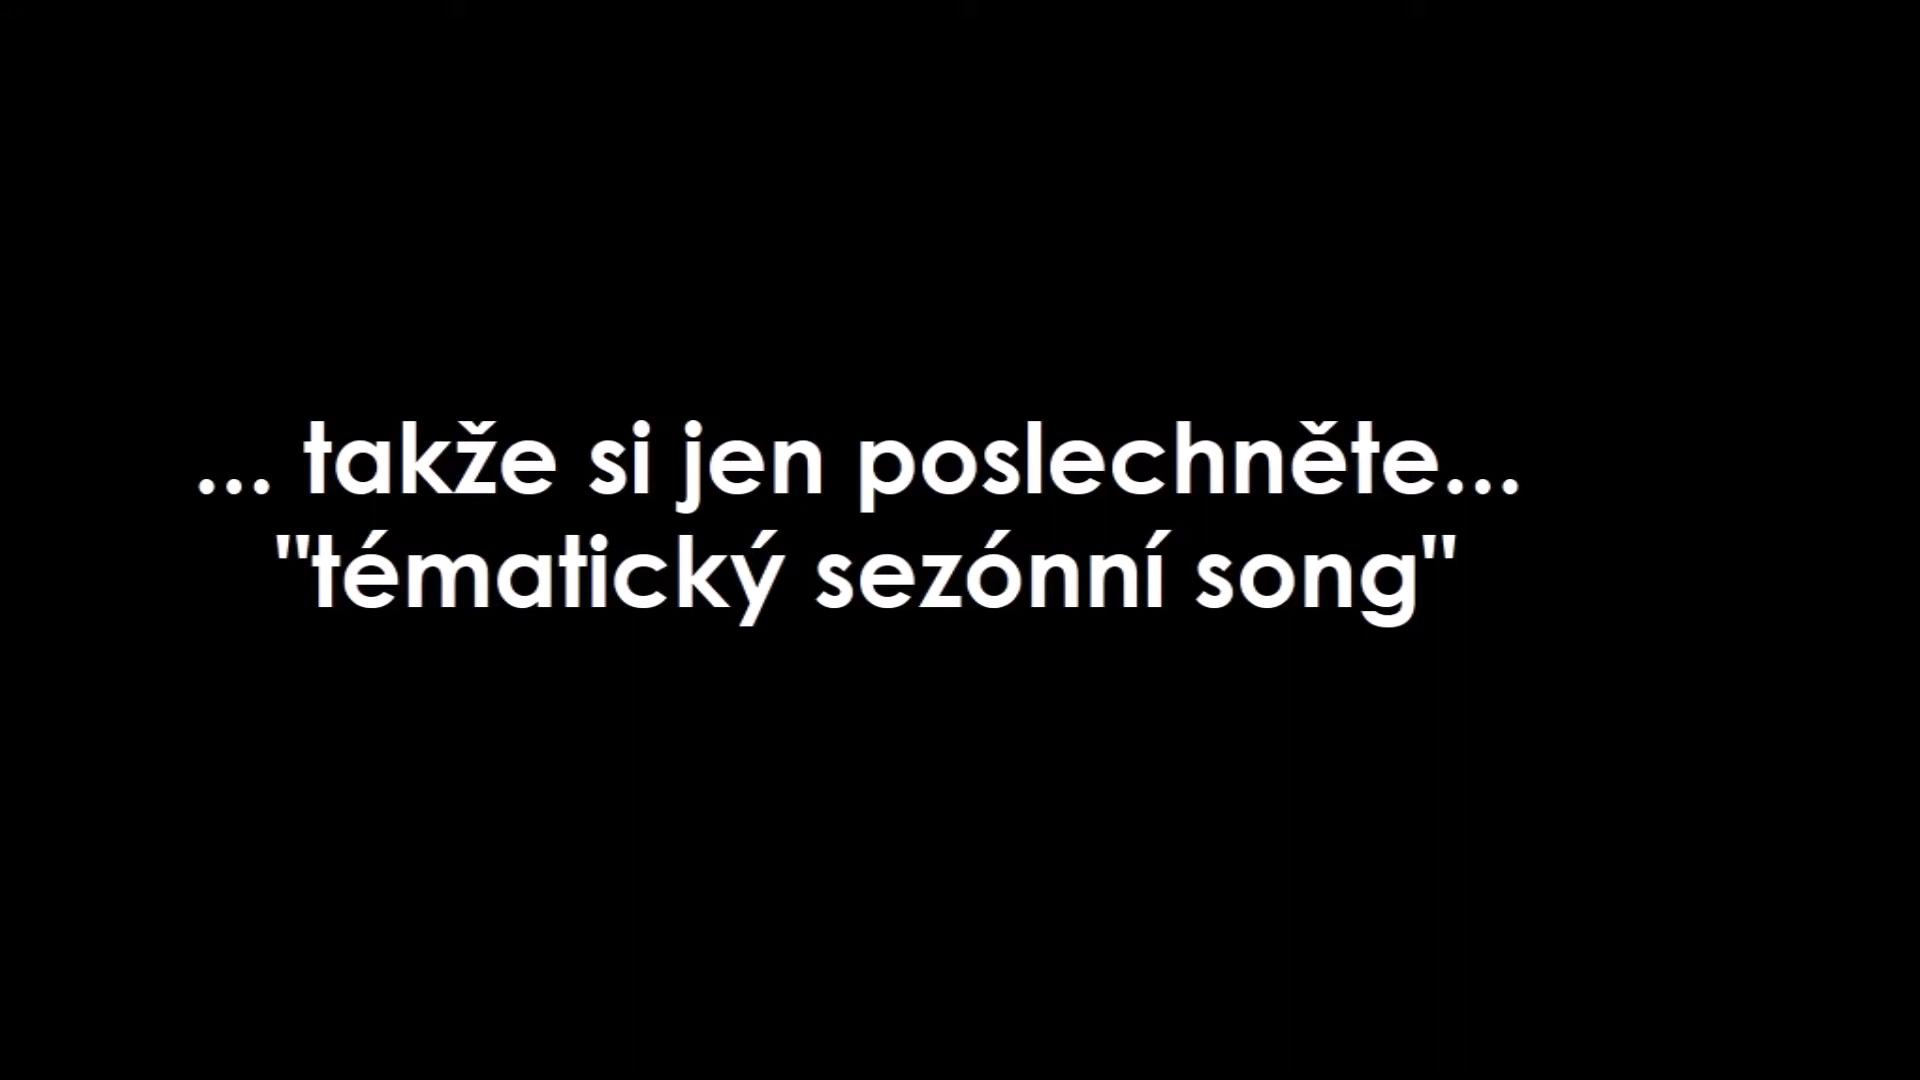 ... takže si jen poslechněte...
"tématický sezónní song"